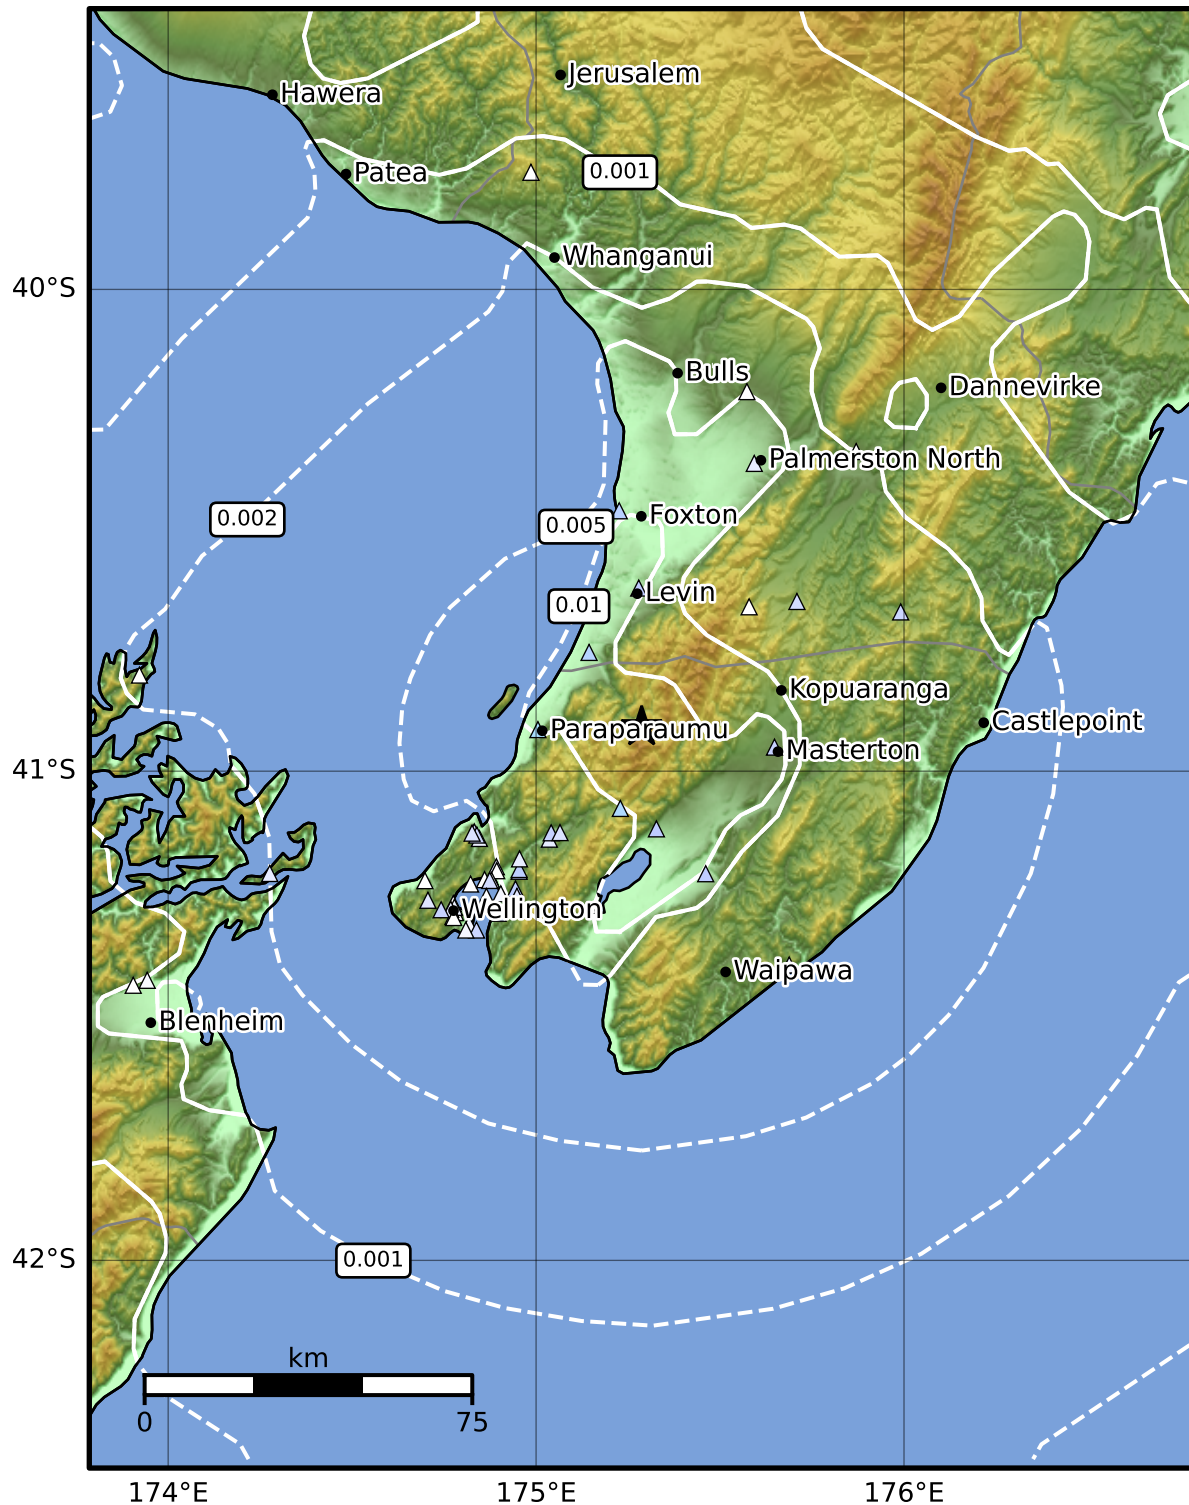 Jerusalem
Hawera
Patea
0.001
Whanganui
40°S
Bulls
Dannevirke
Palmerston North
0.002
Foxton
0.005
Levin
0.01
Kopuaranga
Castlepoint
Paraparaumu
Masterton
41°S
Wellington
Waipawa
Blenheim
42°S
0.001
km
0 75
174°E 175°E 176°E